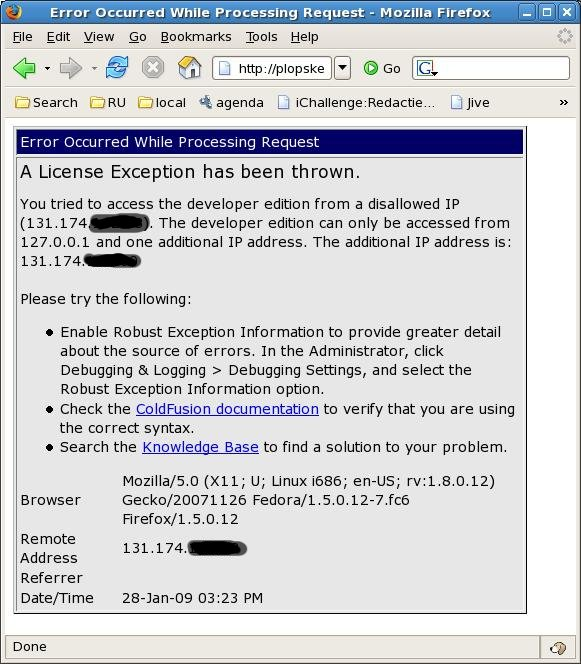 Error Occurred While Processing Request - Mozilla Firefox
File Edit View Go Bookmarks Tools Help
http://plopske Go G
Search RU local agenda iChallenge:Redactie... Jive »
Error Occurred While Processing Request
A License Exception has been thrown.
You tried to access the developer edition from a disallowed IP
(131.174. ). The developer edition can only be accessed from
127.0.0.1 and one additional IP address. The additional IP address is:
131.174.
Please try the following:
• Enable Robust Exception Information to provide greater detail
about the source of errors. In the Administrator, click
Debugging & Logging > Debugging Settings, and select the
Robust Exception Information option.
• Check the ColdFusion documentation to verify that you are using
the correct syntax.
• Search the Knowledge Base to find a solution to your problem.
Mozilla/5.0 (X11; U; Linux i686; en-US; rv:1.8.0.12)
Browser Gecko/20071126 Fedora/1.5.0.12-7.fc6
Firefox/1.5.0.12
Remote
Address 131.174.
Referrer
Date/Time 28-Jan-09 03:23 PM
Done